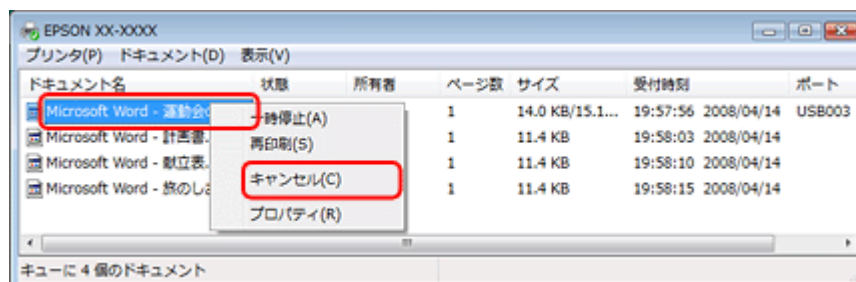 EPSON XX-XXXX
プリンタ(P) ドキュメント(D) 表示(V)
ドキュメント名 状態 所有者 ページ数 サイズ 受付時刻 ポート
Microsoft Word - 運動会の 1 14.0 KB/15.1... 19:57:56 2008/04/14 USB003
一時停止(A)
Microsoft Word - 計画書. 1 11.4 KB 19:58:03 2008/04/14
再印刷(S)
Microsoft Word - 献立表. 1 11.4 KB 19:58:10 2008/04/14
キャンセル(C)
Microsoft Word - 旅のしお 1 11.4 KB 19:58:15 2008/04/14
プロパティ(R)
キューに 4 個のドキュメント